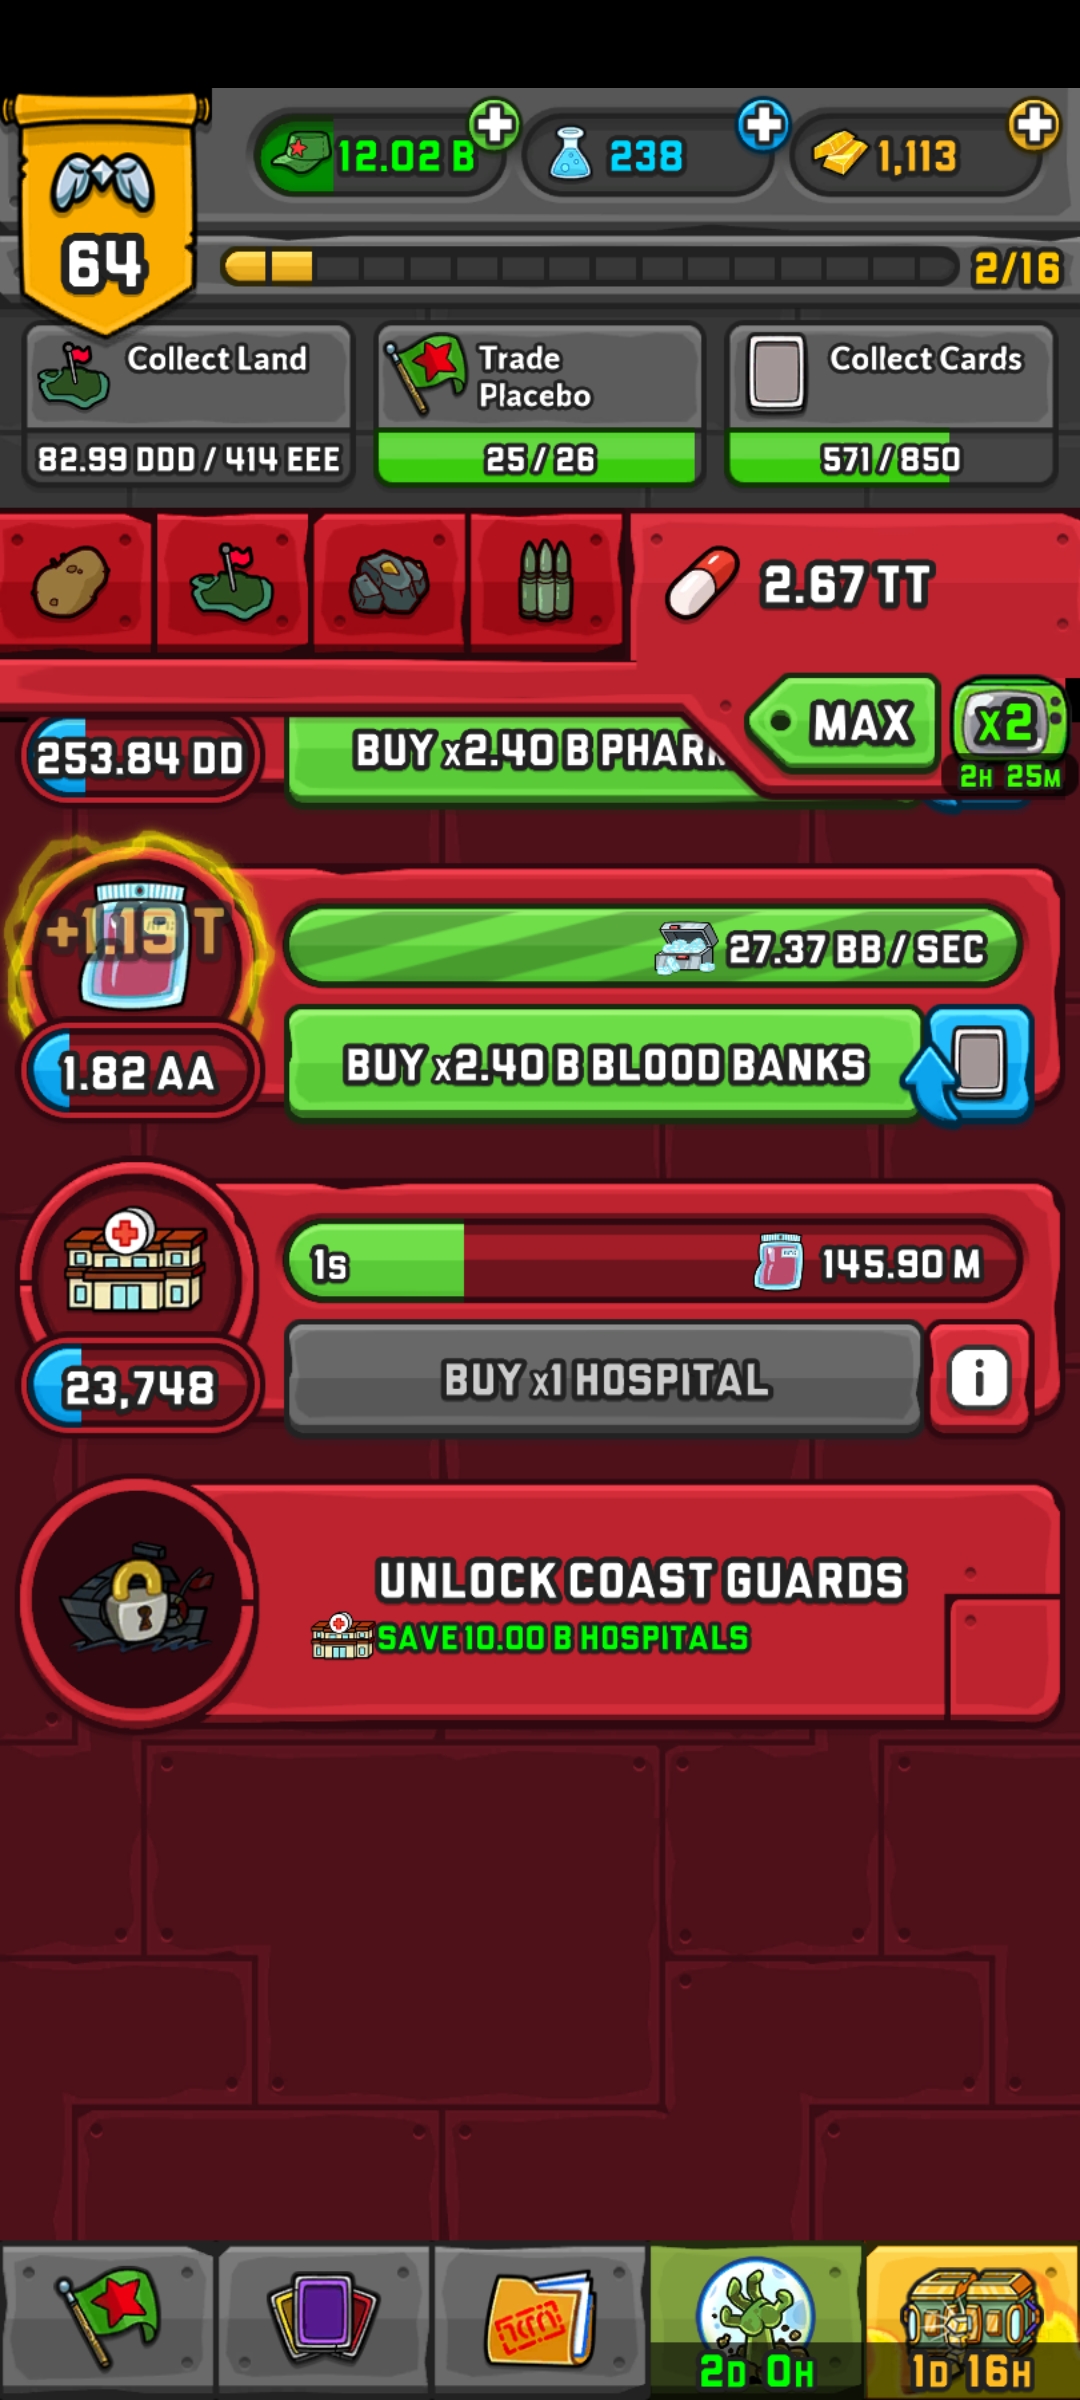 12.02 B
238
1,113
64
2/16
Collect Land
82.99 DDD / 414 EEE
Trade
Placebo
25 / 26
Collect Cards
571 / 850
2.67 TT
MAX
x2
2H 25M
253.84 DD
BUY x2.40 B
+1.19 T
27.37 BB / SEC
1.82 AA
BUY x2.40 B BLOOD BANKS
1s
145.90 M
23,748
BUY x1 HOSPITAL
i
UNLOCK COAST GUARDS
SAVE 10.00 B HOSPITALS
2D 0H
1D 16H